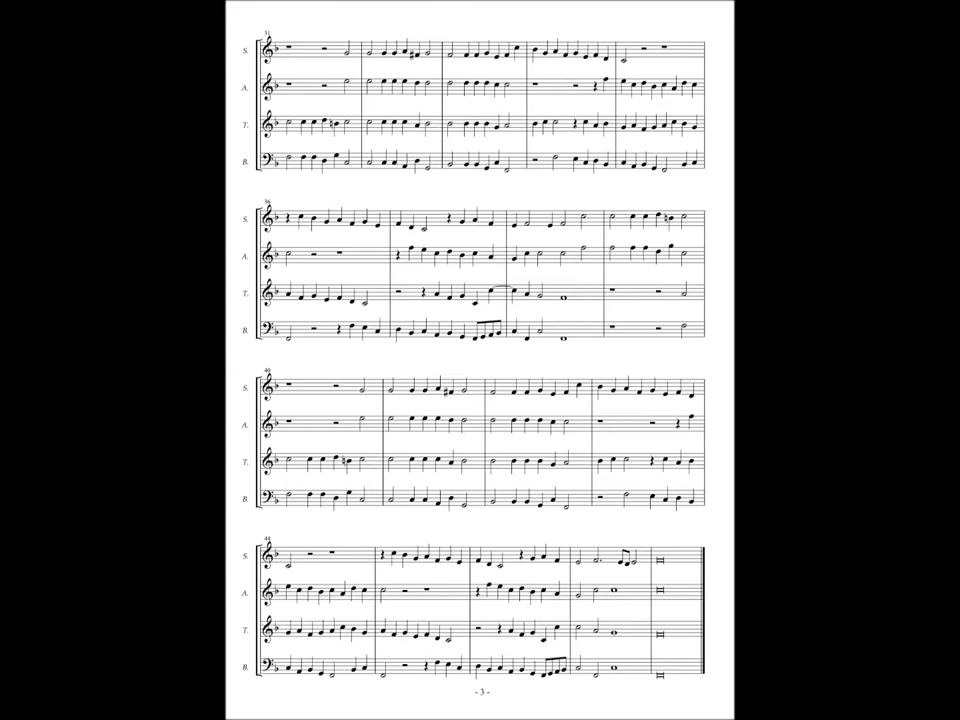 31
S.
A.
T.
B.
36
S.
A.
T.
B.
40
S.
A.
T.
B.
44
S.
A.
T.
B.
- 3 -